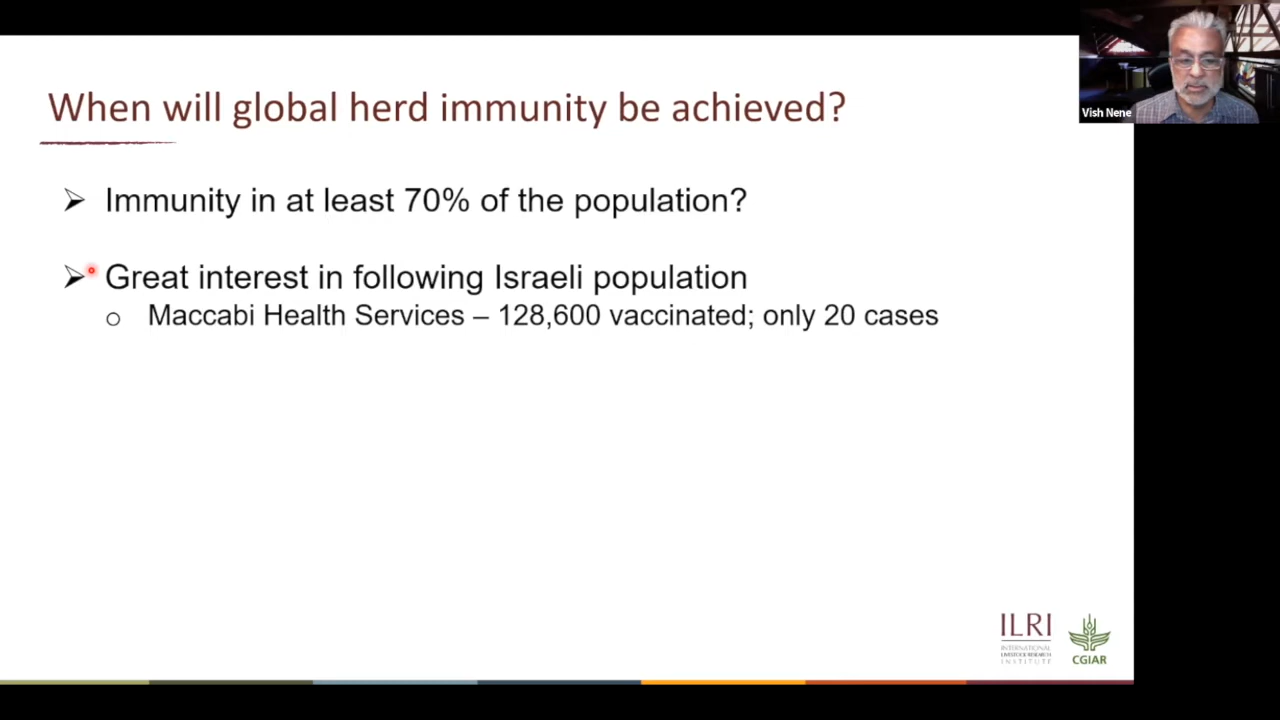 When will global herd immunity be achieved?
Vish Nene
➢ Immunity in at least 70% of the population?
➢ Great interest in following Israeli population
o Maccabi Health Services – 128,600 vaccinated; only 20 cases
ILRI
INTERNATIONAL
LIVESTOCK RESEARCH
INSTITUTE
CGIAR